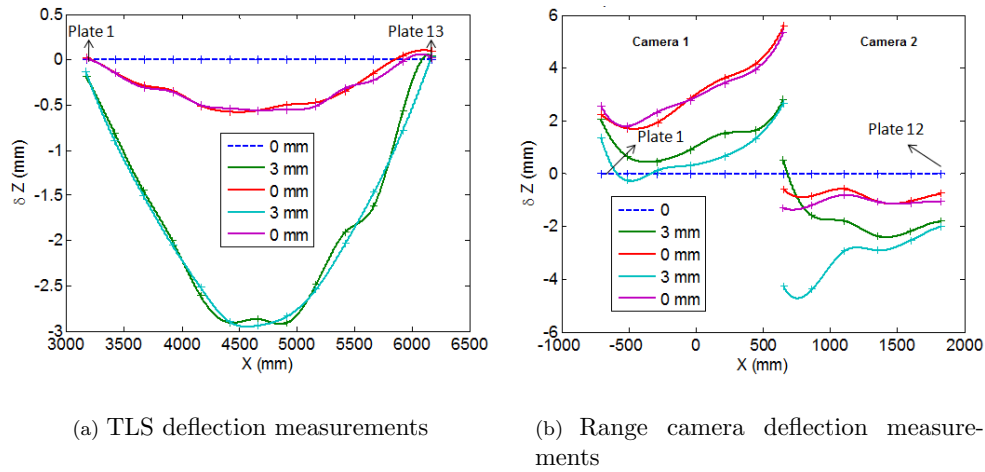 Plate 1
Plate 13
0.5
0
-0.5
-1
-1.5
-2
-2.5
-3
δ Z (mm)
0 mm
3 mm
0 mm
3 mm
0 mm
3000 3500 4000 4500 5000 5500 6000 6500
X (mm)
(a) TLS deflection measurements
6
4
2
0
-2
-4
-6
δ Z (mm)
Camera 1
Camera 2
Plate 1
Plate 12
0
3 mm
0 mm
3 mm
0 mm
-1000 -500 0 500 1000 1500 2000
X (mm)
(b) Range camera deflection measure-
ments